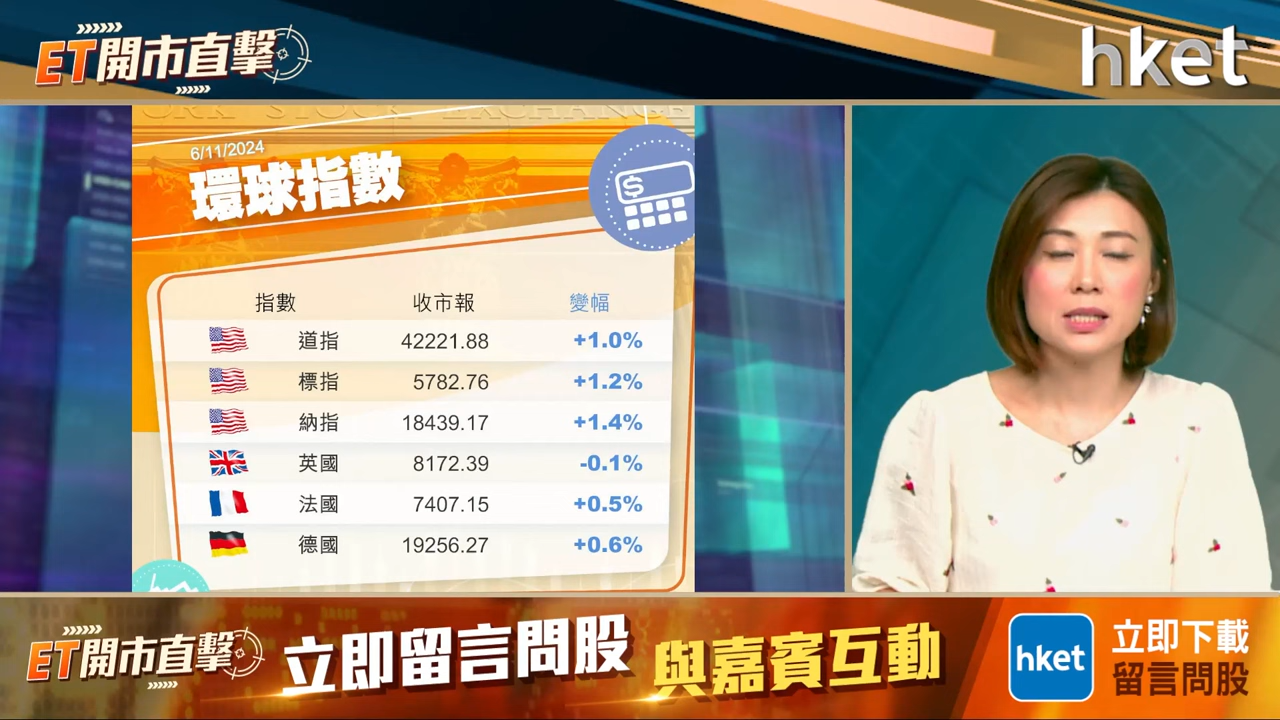 ET開市直擊
hket
6/11/2024
環球指數
指數 收市報 變幅
道指 42221.88 +1.0%
標指 5782.76 +1.2%
納指 18439.17 +1.4%
英國 8172.39 -0.1%
法國 7407.15 +0.5%
德國 19256.27 +0.6%
ET開市直擊
立即留言問股 與嘉賓互動
hket
立即下載
留言問股